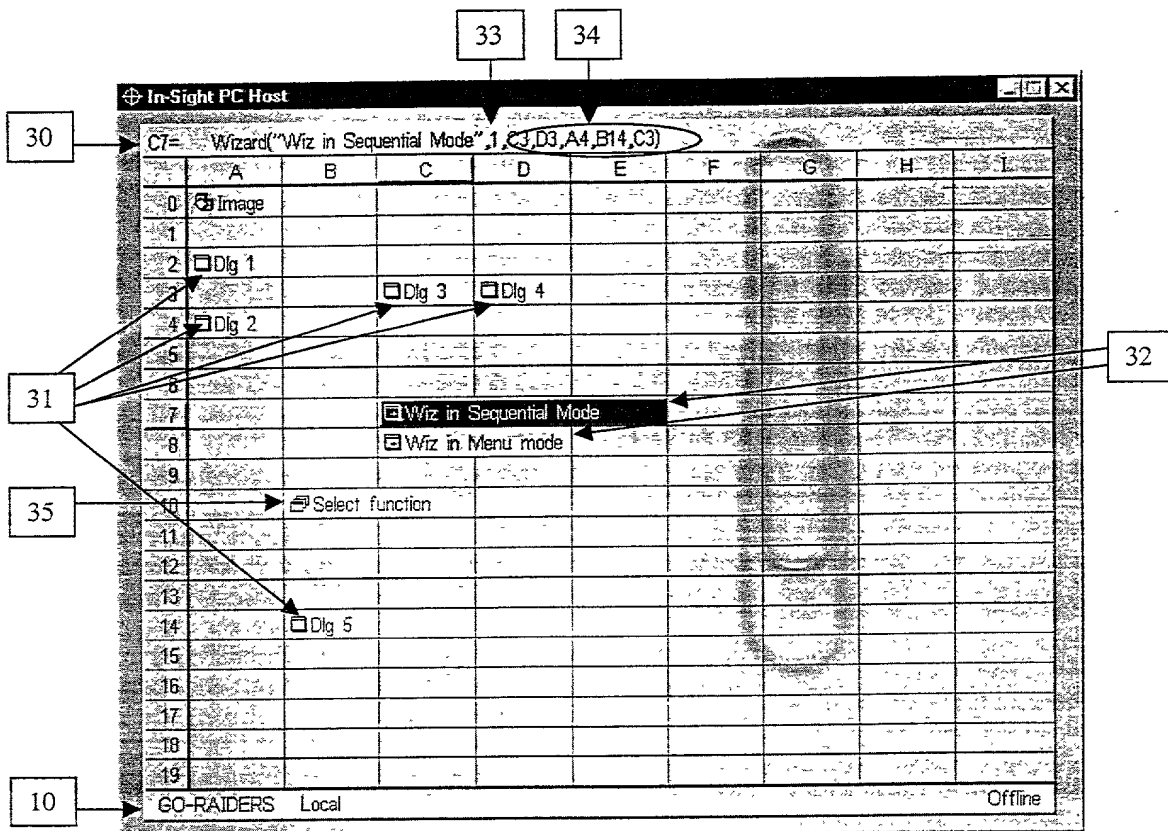 33 34
In-Sight PC Host
30
C7= Wizard("Wiz in Sequential Mode",1,C3,D3,A4,B14,C3)
A B C D E F G H I
0 Image
1
2 Dlg 1
3 Dlg 3 Dlg 4
4 Dlg 2
5
6
31
32
7 Wiz in Sequential Mode
8 Wiz in Menu mode
9
35
10 Select function
11
12
13
14 Dlg 5
15
16
17
18
19
10
GO-RAIDERS Local Offline